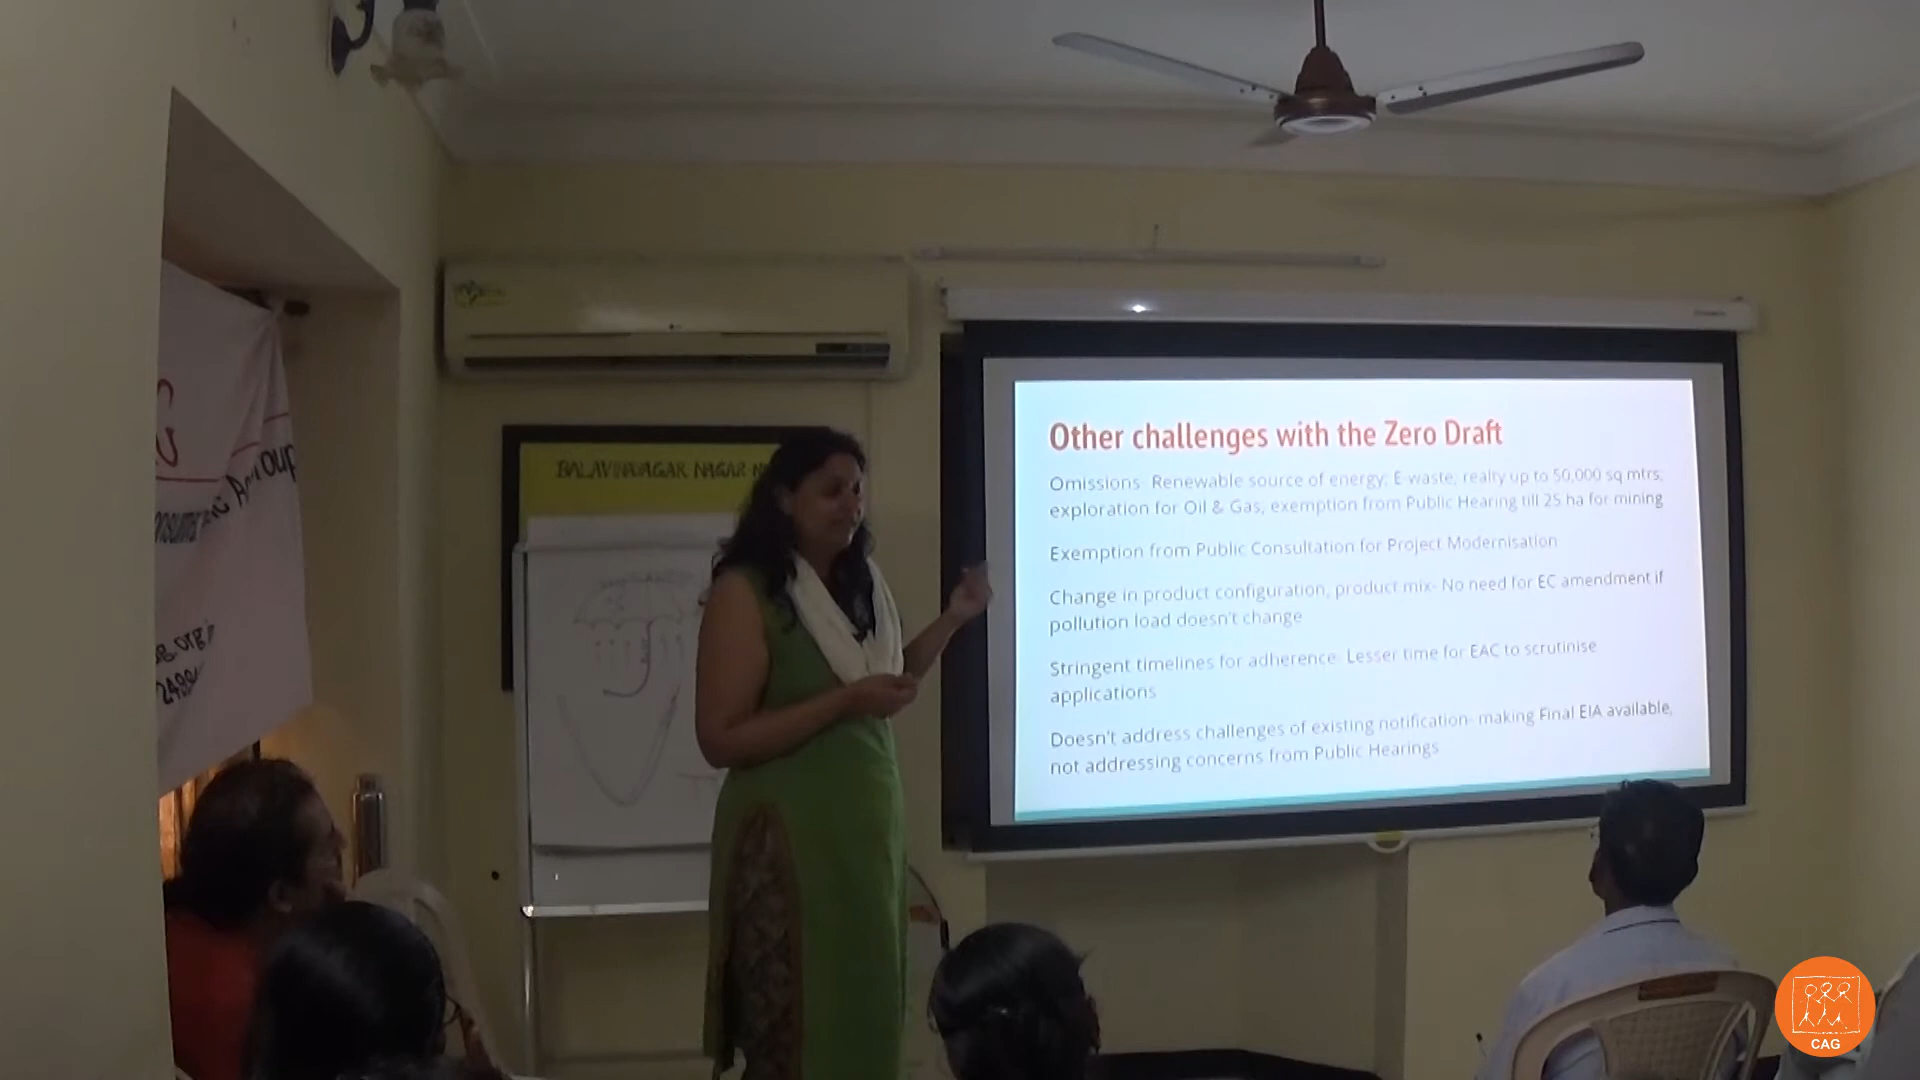 Other challenges with the Zero Draft
Omissions- Renewable source of energy; E-waste; realty up to 50,000 sq mtrs;
exploration for Oil & Gas, exemption from Public Hearing till 25 ha for mining
Exemption from Public Consultation for Project Modernisation
Change in product configuration, product mix- No need for EC amendment if
pollution load doesn't change
Stringent timelines for adherence- Lesser time for EAC to scrutinise
applications
Doesn't address challenges of existing notification- making Final EIA available,
not addressing concerns from Public Hearings
BALAVINAYAGAR NAGAR
CAG